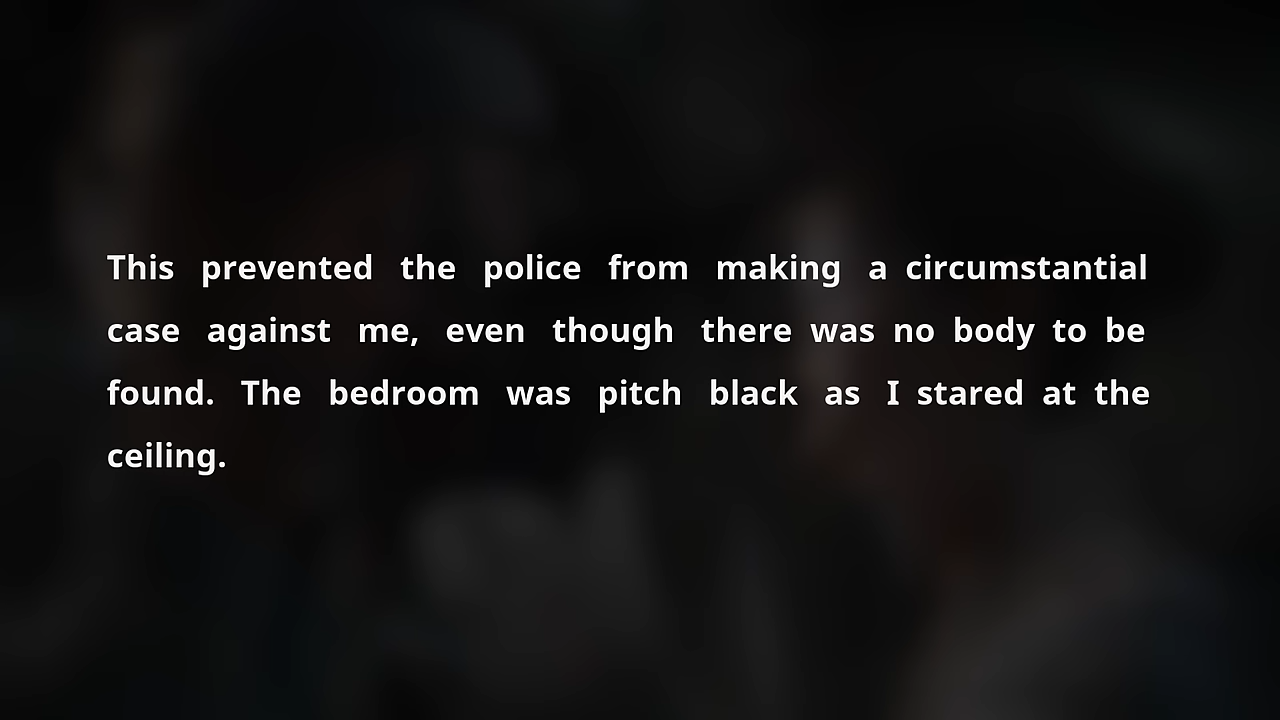 This prevented the police from making a circumstantial
case against me, even though there was no body to be
found. The bedroom was pitch black as I stared at the
ceiling.